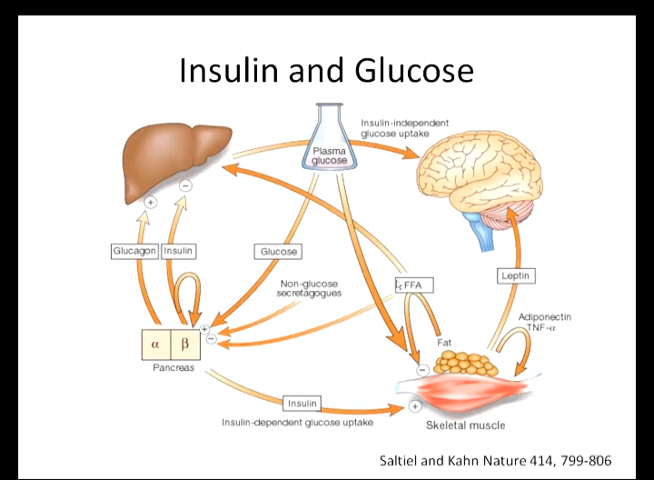 Insulin and Glucose
Insulin-independent
glucose uptake
Plasma
glucose
+
−
Glucagon
Insulin
Glucose
Non-glucose
secretagogues
FFA
Leptin
Adiponectin
TNF-α
Fat
α
β
+
−
−
Pancreas
Insulin
+
Insulin-dependent glucose uptake
Skeletal muscle
Saltiel and Kahn Nature 414, 799-806